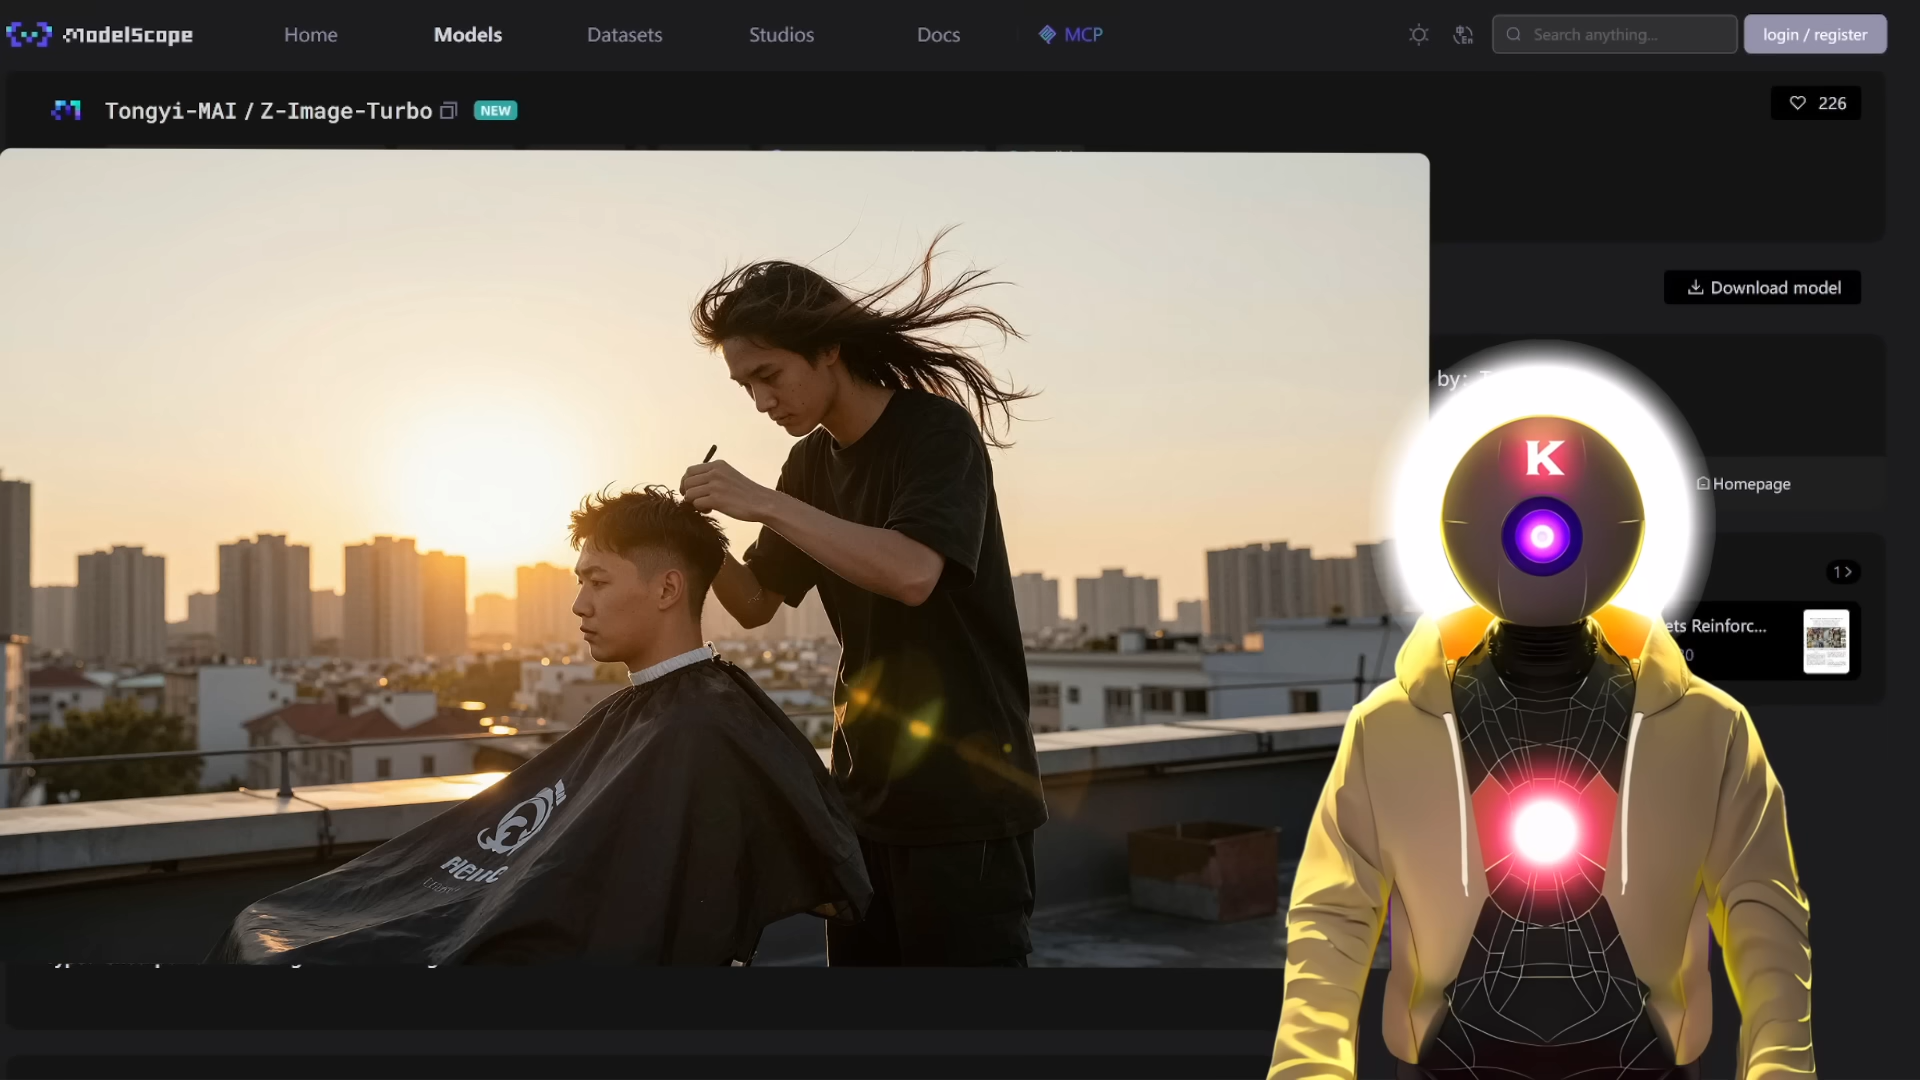 ModelScope
Home
Models
Datasets
Studios
Docs
MCP
Search anything...
login / register
Tongyi-MAI / Z-Image-Turbo
NEW
226
Download model
by:
K
Homepage
1
ets Reinforc...